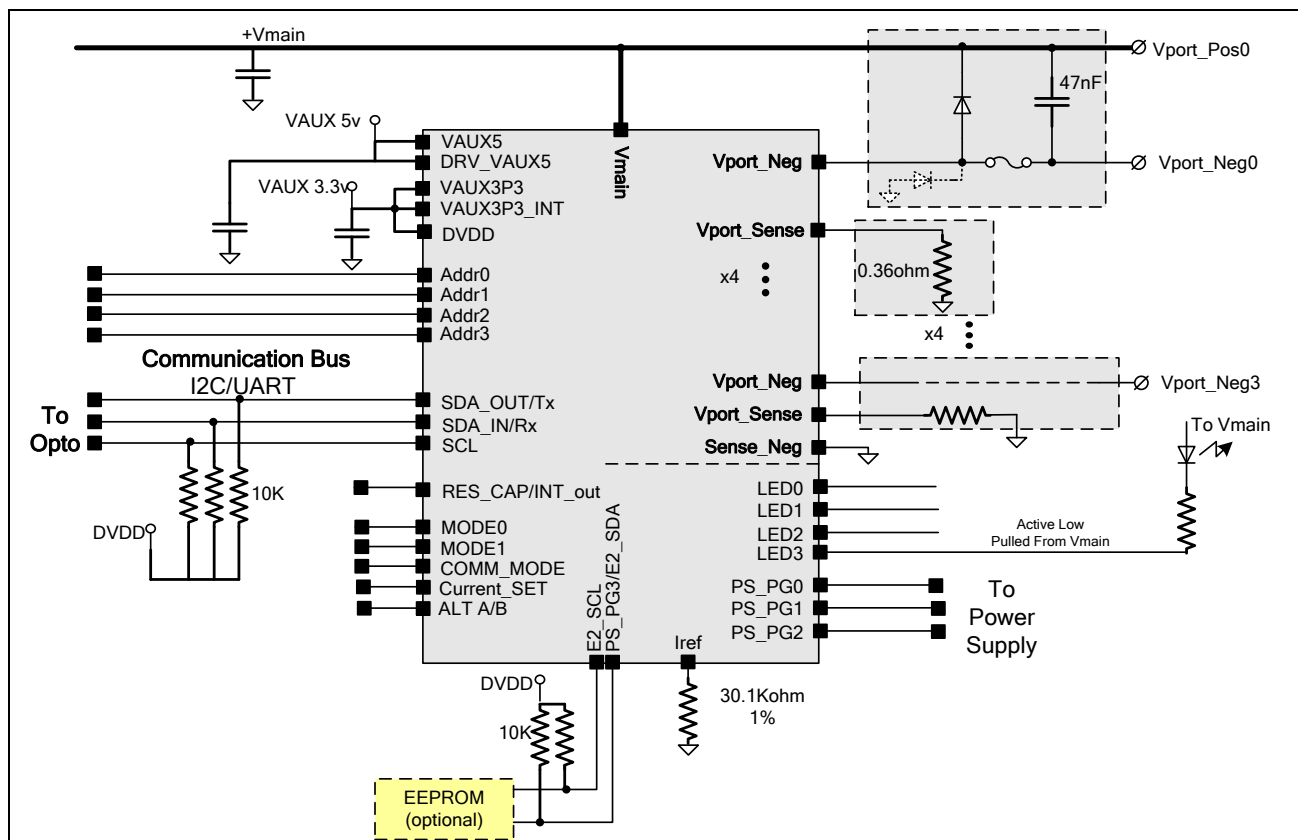 +Vmain
Vport_Pos0
47nF
VAUX 5v
VAUX5
DRV_VAUX5
Vmain
Vport_Neg
Vport_Neg0
VAUX 3.3v
VAUX3P3
VAUX3P3_INT
DVDD
Vport_Sense
0.36ohm
x4
x4
Addr0
Addr1
Addr2
Addr3
Communication Bus
I2C/UART
To
Opto
SDA_OUT/Tx
SDA_IN/Rx
SCL
10K
DVDD
Vport_Neg
Vport_Neg3
Vport_Sense
Sense_Neg
To Vmain
RES_CAP/INT_out
MODE0
MODE1
COMM_MODE
Current_SET
ALT A/B
LED0
LED1
LED2
LED3
Active Low
Pulled From Vmain
PS_PG0
PS_PG1
PS_PG2
To
Power
Supply
E2_SCL
PS_PG3/E2_SDA
Iref
30.1Kohm
1%
DVDD
10K
EEPROM
(optional)